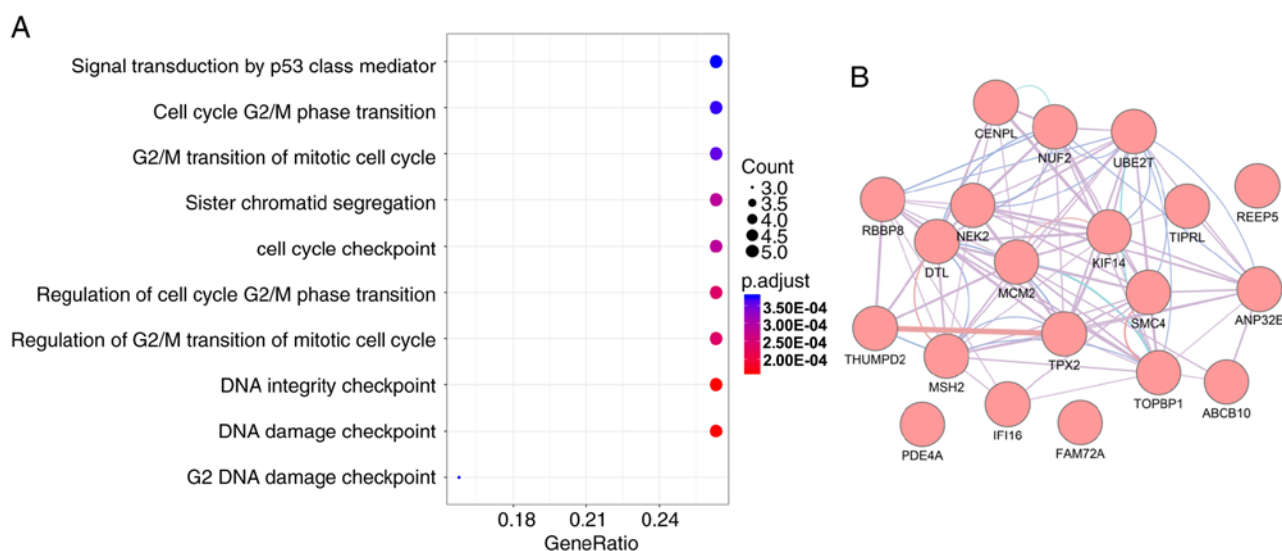 A
Signal transduction by p53 class mediator
Cell cycle G2/M phase transition
G2/M transition of mitotic cell cycle
Sister chromatid segregation
cell cycle checkpoint
Regulation of cell cycle G2/M phase transition
Regulation of G2/M transition of mitotic cell cycle
DNA integrity checkpoint
DNA damage checkpoint
G2 DNA damage checkpoint
0.18 0.21 0.24
GeneRatio
Count
3.0
3.5
4.0
4.5
5.0
p.adjust
3.50E-04
3.00E-04
2.50E-04
2.00E-04
B
CENPL
NUF2
UBE2T
REEP5
RBBP8
NEK2
TIPRL
DTL
KIF14
MCM2
SMC4
ANP32E
THUMPD2
MSH2
TPX2
TOPBP1
ABCB10
IFI16
PDE4A
FAM72A